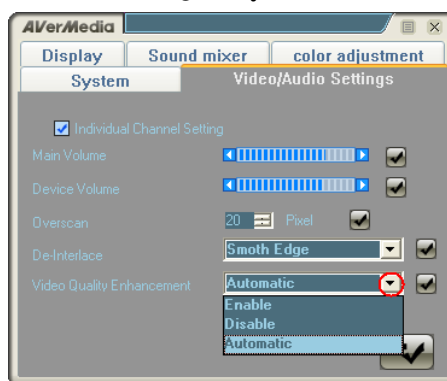 AVerMedia
Display Sound mixer color adjustment
System Video/Audio Settings
Individual Channel Setting
Main Volume
Device Volume
Overscan 20 Pixel
De-Interlace Smoth Edge
Video Quality Enhancement Automatic
Enable
Disable
Automatic